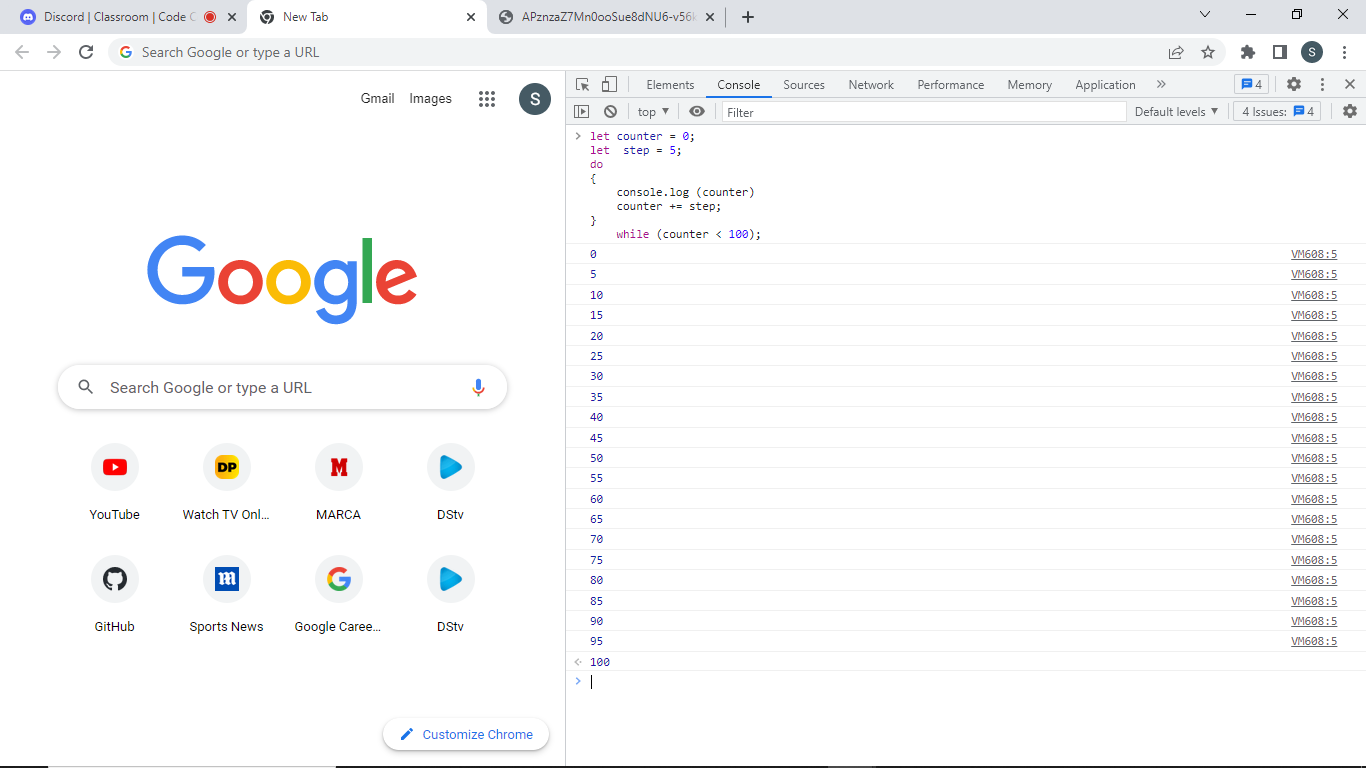 Discord | Classroom | Code C
New Tab
APznzaZ7Mn0ooSue8dNU6-v56k
Search Google or type a URL
S
Gmail
Images
S
Google
Search Google or type a URL
YouTube
DP
Watch TV Onl...
M
MARCA
DStv
GitHub
m
Sports News
G
Google Caree...
DStv
Customize Chrome
Elements
Console
Sources
Network
Performance
Memory
Application
4
top
Filter
Default levels
4 Issues:
4
let counter = 0;
let  step = 5;
do
{
    console.log (counter)
    counter += step;
}
    while (counter < 100);
0 VM608:5
5 VM608:5
10 VM608:5
15 VM608:5
20 VM608:5
25 VM608:5
30 VM608:5
35 VM608:5
40 VM608:5
45 VM608:5
50 VM608:5
55 VM608:5
60 VM608:5
65 VM608:5
70 VM608:5
75 VM608:5
80 VM608:5
85 VM608:5
90 VM608:5
95 VM608:5
100